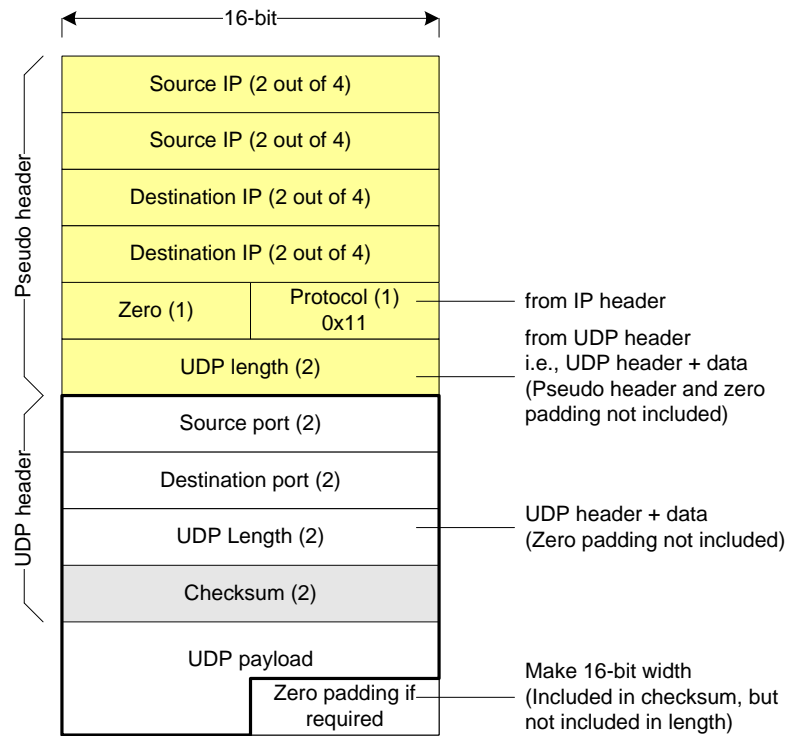 16-bit
Source IP (2 out of 4)
Source IP (2 out of 4)
Destination IP (2 out of 4)
Destination IP (2 out of 4)
Zero (1)
Protocol (1)
0x11
UDP length (2)
Pseudo header
from IP header
from UDP header
i.e., UDP header + data
(Pseudo header and zero
padding not included)
Source port (2)
Destination port (2)
UDP Length (2)
Checksum (2)
UDP header
UDP header + data
(Zero padding not included)
UDP payload
Zero padding if
required
Make 16-bit width
(Included in checksum, but
not included in length)